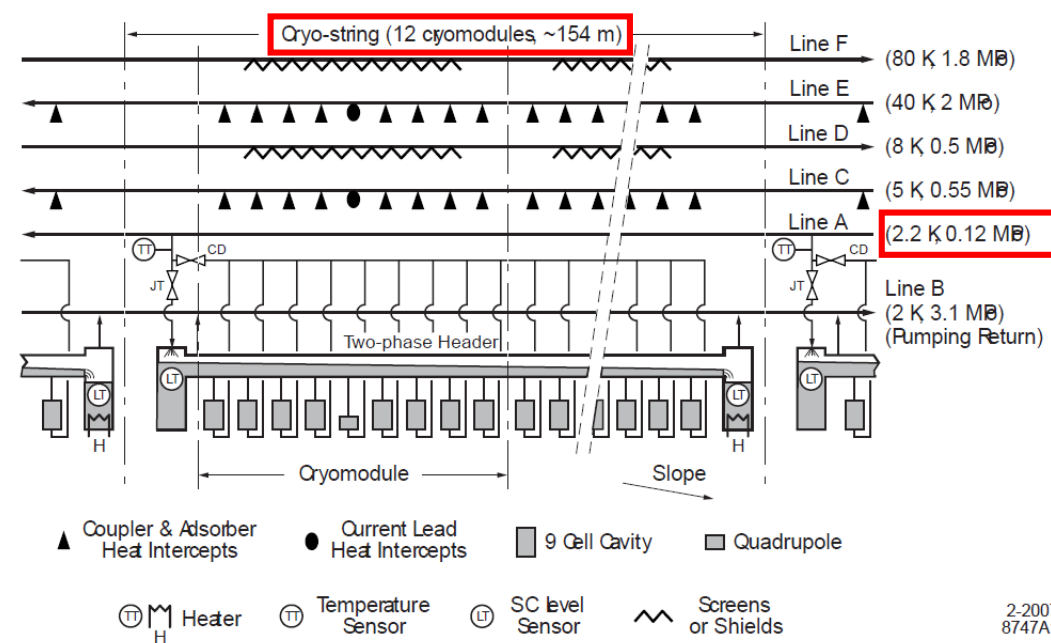 Cryo-string (12 cryomodules, ~154 m)
Line F (80 K, 1.8 MPa)
Line E (40 K, 2 MPa)
Line D (8 K, 0.5 MPa)
Line C (5 K, 0.55 MPa)
Line A (2.2 K, 0.12 MPa)
TT CD TT CD
JT JT
Line B
(2 K, 3.1 MPa)
(Pumping Return)
Two-phase Header
LT LT LT LT
H H
Cryomodule Slope
Coupler & Adsorber
Heat Intercepts
Current Lead
Heat Intercepts
9 Cell Cavity
Quadrupole
TT
H
Heater
TT
Temperature
Sensor
LT
SC level
Sensor
Screens
or Shields
2-2007
8747A